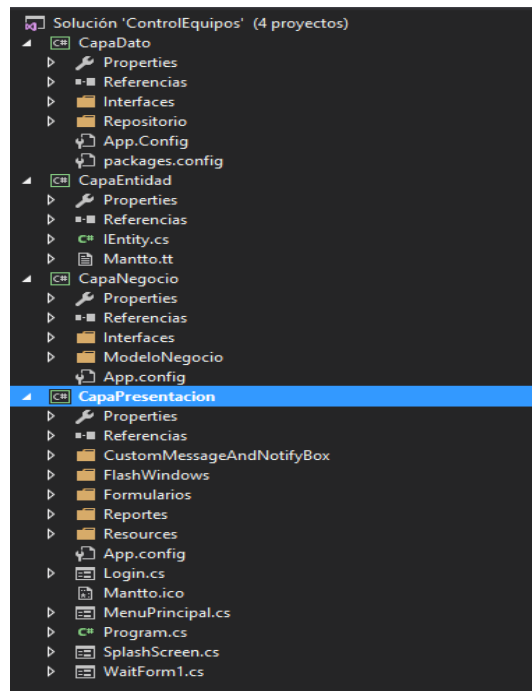 Solución 'ControlEquipos' (4 proyectos)
C# CapaDato
Properties
Referencias
Interfaces
Repositorio
App.Config
packages.config
C# CapaEntidad
Properties
Referencias
C# IEntity.cs
Mantto.tt
C# CapaNegocio
Properties
Referencias
Interfaces
ModeloNegocio
App.config
C# CapaPresentacion
Properties
Referencias
CustomMessageAndNotifyBox
FlashWindows
Formularios
Reportes
Resources
App.config
Login.cs
Mantto.ico
MenuPrincipal.cs
C# Program.cs
SplashScreen.cs
WaitForm1.cs